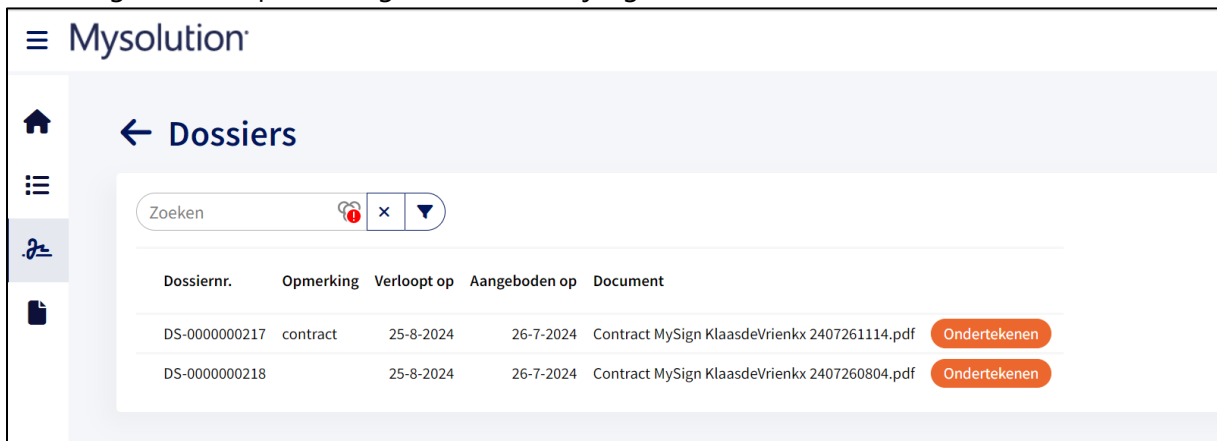 Mysolution
Dossiers
Zoeken
Dossiernr. Opmerking Verloopt op Aangeboden op Document
DS-0000000217 contract 25-8-2024 26-7-2024 Contract MySign KlaasdeVrienkx 2407261114.pdf Ondertekenen
DS-0000000218 25-8-2024 26-7-2024 Contract MySign KlaasdeVrienkx 2407260804.pdf Ondertekenen